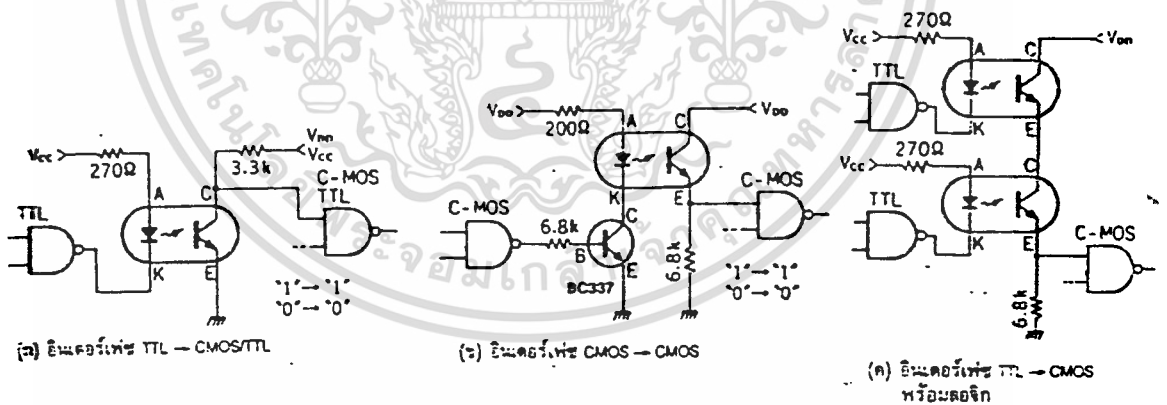 Vcc
270Ω
A
C
3.3k
VDD
Vcc
C-MOS
TTL
TTL
K
E
"1" → "1"
"0" → "0"
(ก) อินเตอร์เฟซ TTL → CMOS/TTL
VDD
200Ω
A
C
VDD
K
E
C-MOS
6.8k
B
C
E
BC337
6.8k
C-MOS
"1" → "1"
"0" → "0"
(ข) อินเตอร์เฟซ CMOS → CMOS
270Ω
Vcc
A
C
VDD
TTL
K
E
270Ω
Vcc
A
C
TTL
K
E
C-MOS
6.8k
(ค) อินเตอร์เฟซ TTL → CMOS
พร้อมลอจิก